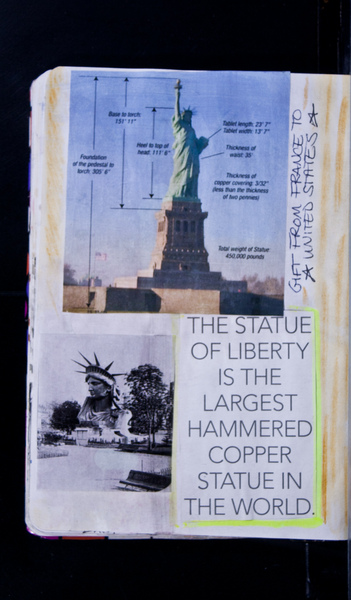 Base to torch:
151' 11"
Tablet length: 23' 7"
Tablet width: 13' 7"
Heel to top of
head: 111' 6"
Thickness of
waist: 35'
Foundation
of the pedestal to
torch: 305' 6"
Thickness of
copper covering: 3/32"
(less than the thickness
of two pennies)
Total weight of Statue:
450,000 pounds
GIFT FROM FRANCE TO
☆ UNITED STATES ☆
THE STATUE
OF LIBERTY
IS THE
LARGEST
HAMMERED
COPPER
STATUE IN
THE WORLD.